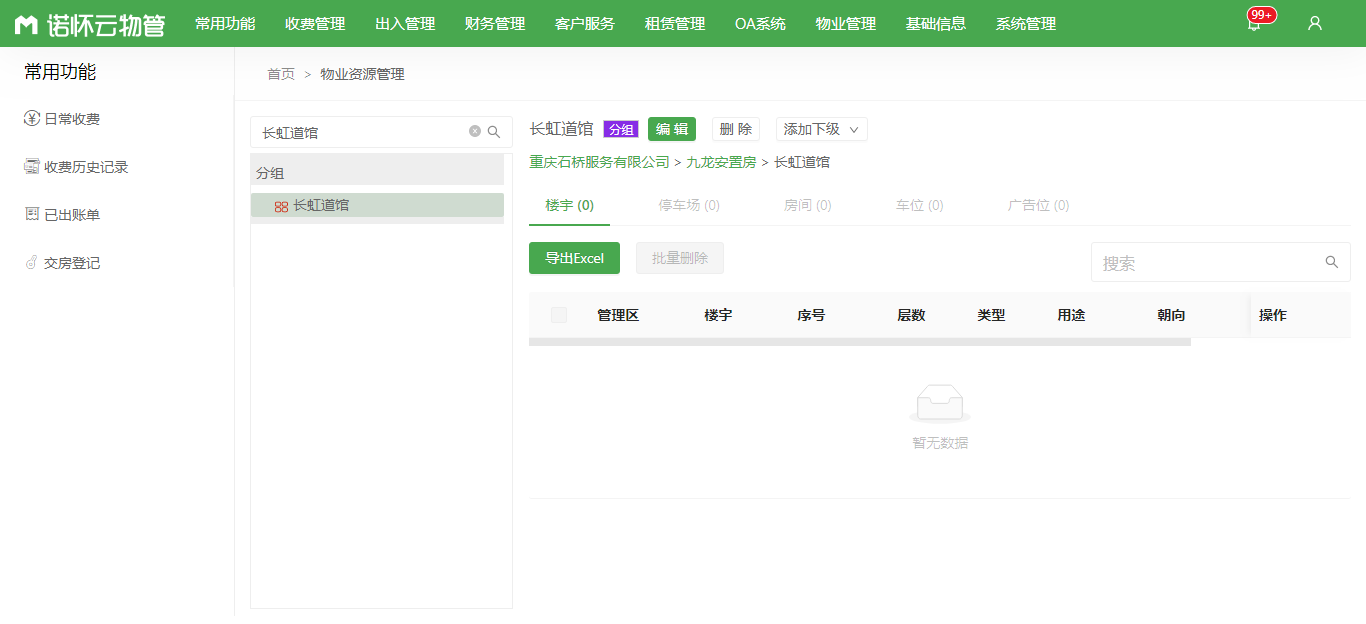 诺怀云物管 常用功能 收费管理 出入管理 财务管理 客户服务 租赁管理 OA系统 物业管理 基础信息 系统管理 99+
常用功能
日常收费
收费历史记录
已出账单
交房登记
首页 > 物业资源管理
长虹道馆
分组
长虹道馆
长虹道馆 分组 编 辑 删 除 添加下级
重庆石桥服务有限公司 > 九龙安置房 > 长虹道馆
楼宇 (0) 停车场 (0) 房间 (0) 车位 (0) 广告位 (0)
导出Excel 批量删除 搜索
管理区 楼宇 序号 层数 类型 用途 朝向 操作
暂无数据